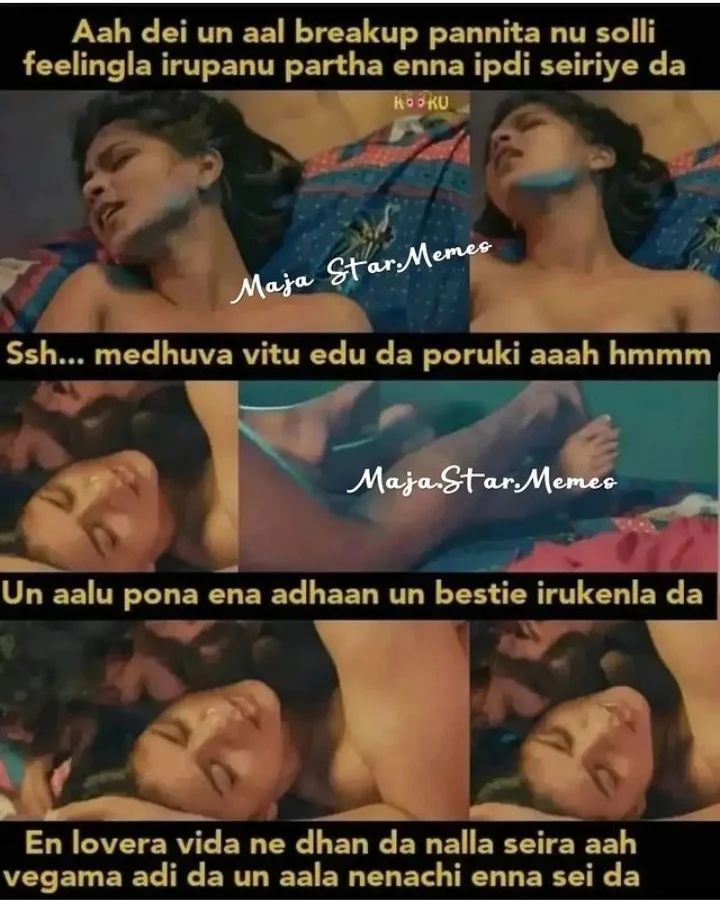 Aah dei un aal breakup pannita nu solli
feelingla irupanu partha enna ipdi seiriye da
KOOKU
Maja Star.Memes
Ssh... medhuva vitu edu da poruki aaah hmmm
Maja.Star.Memes
Un aalu pona ena adhaan un bestie irukenla da
En lovera vida ne dhan da nalla seira aah
vegama adi da un aala nenachi enna sei da